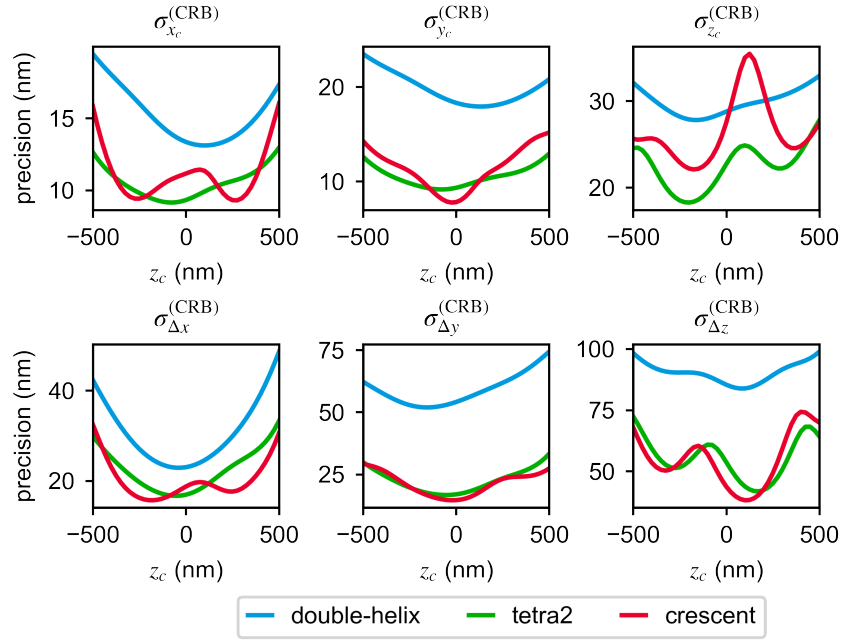 σ_{x_c}^{(CRB)} σ_{y_c}^{(CRB)} σ_{z_c}^{(CRB)}
precision (nm)
15
10
20
10
30
20
−500 0 500 −500 0 500 −500 0 500
z_c (nm) z_c (nm) z_c (nm)
σ_{Δx}^{(CRB)} σ_{Δy}^{(CRB)} σ_{Δz}^{(CRB)}
precision (nm)
40
20
75
50
25
100
75
50
−500 0 500 −500 0 500 −500 0 500
z_c (nm) z_c (nm) z_c (nm)
double-helix tetra2 crescent